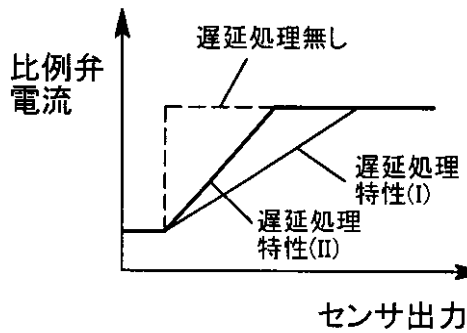 遅延処理無し
比例弁
電流
遅延処理
特性(I)
遅延処理
特性(II)
センサ出力